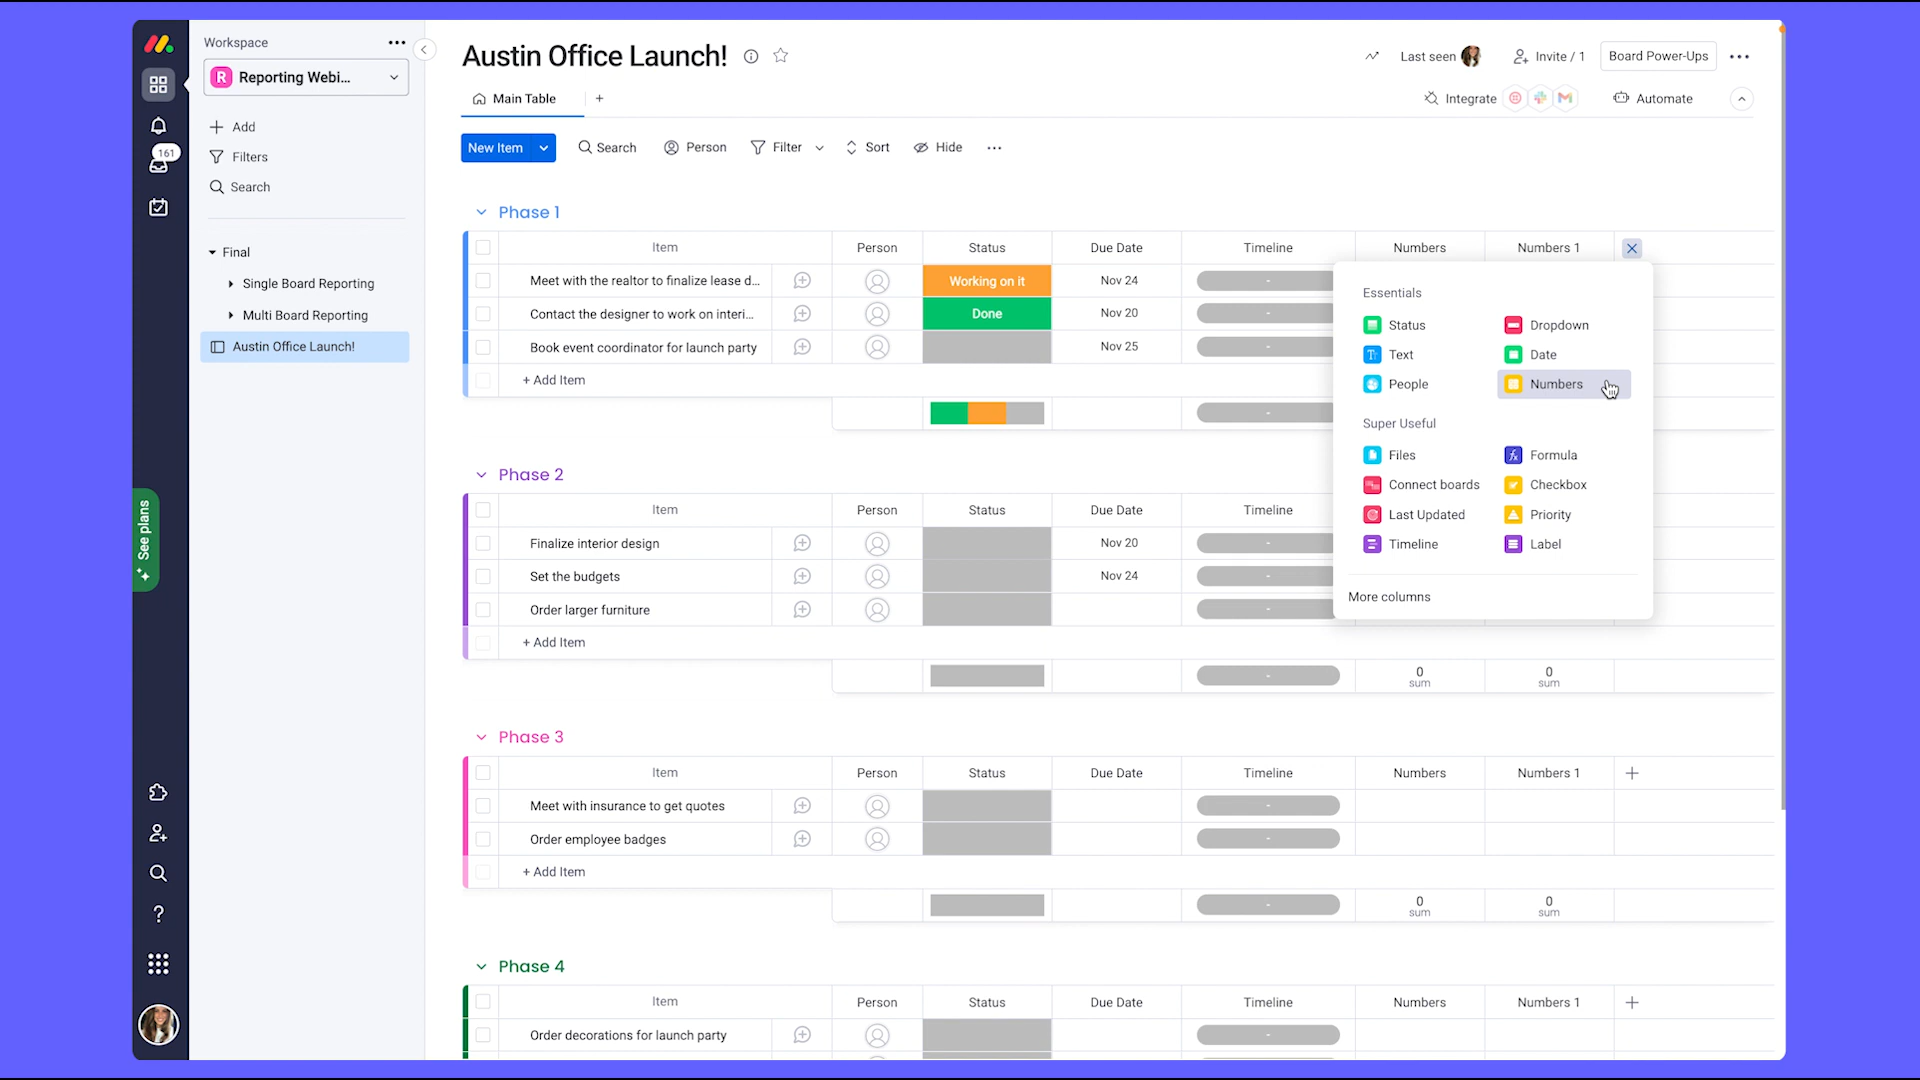 Workspace
R Reporting Webi...
Add
Filters
Search
161
Final
Single Board Reporting
Multi Board Reporting
Austin Office Launch!
See plans
?
Austin Office Launch!
Last seen
Invite / 1
Board Power-Ups
Main Table
+
Integrate
Automate
New Item
Search
Person
Filter
Sort
Hide
Phase 1
Item Person Status Due Date Timeline Numbers Numbers 1
Meet with the realtor to finalize lease d... Working on it Nov 24 -
Contact the designer to work on interi... Done Nov 20 -
Book event coordinator for launch party Nov 25 -
+ Add Item
-
Essentials
Status Dropdown
Text Date
People Numbers
Super Useful
Files Formula
Connect boards Checkbox
Last Updated Priority
Timeline Label
More columns
Phase 2
Item Person Status Due Date Timeline
Finalize interior design Nov 20 -
Set the budgets Nov 24 -
Order larger furniture -
+ Add Item
- 0 0
sum sum
Phase 3
Item Person Status Due Date Timeline Numbers Numbers 1 +
Meet with insurance to get quotes -
Order employee badges -
+ Add Item
- 0 0
sum sum
Phase 4
Item Person Status Due Date Timeline Numbers Numbers 1 +
Order decorations for launch party -